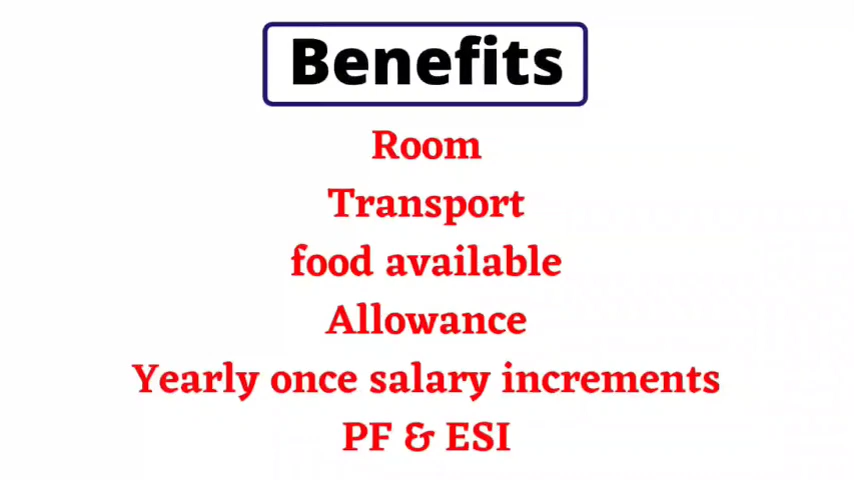 Benefits
Room
Transport
food available
Allowance
Yearly once salary increments
PF & ESI